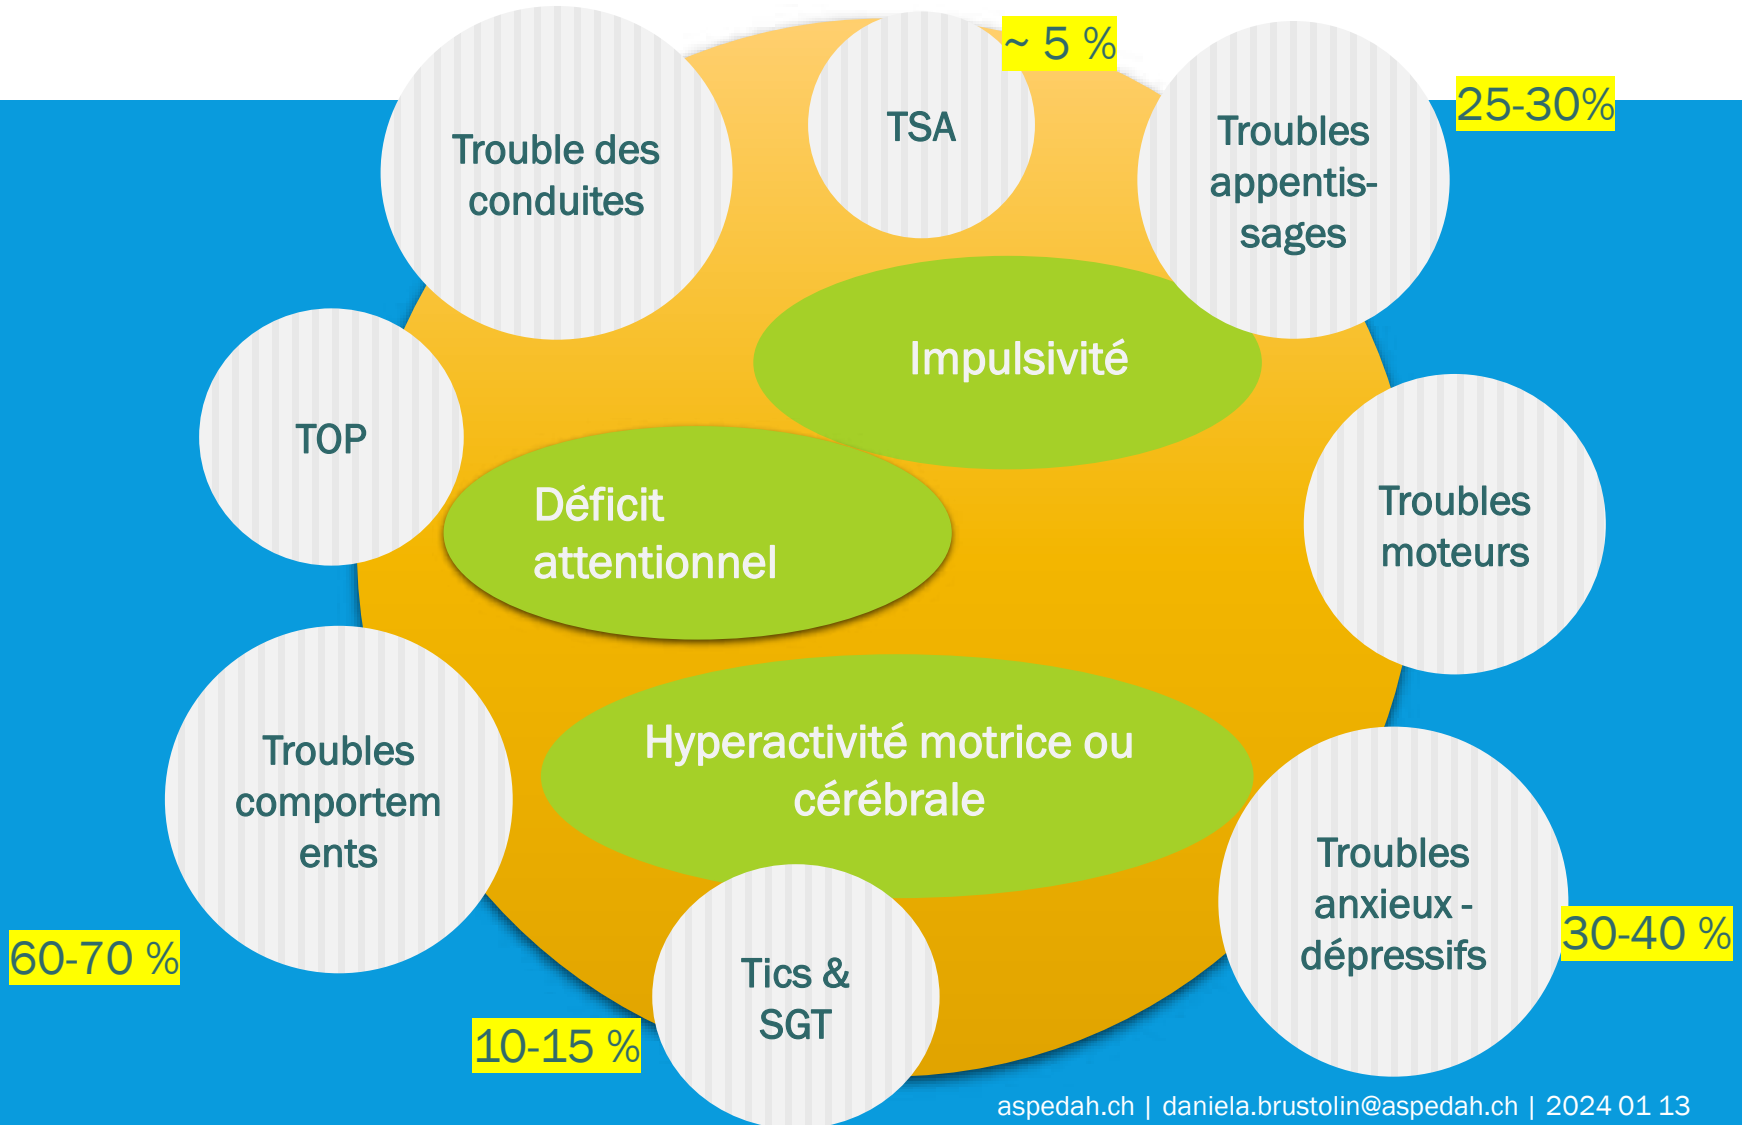 ~ 5 %
TSA
25-30%
Troubles
appentis-
sages
Trouble des
conduites
Impulsivité
TOP
Déficit
attentionnel
Troubles
moteurs
Hyperactivité motrice ou
cérébrale
Troubles
comportem
ents
Troubles
anxieux -
dépressifs
30-40 %
60-70 %
Tics &
SGT
10-15 %
aspedah.ch | daniela.brustolin@aspedah.ch | 2024 01 13